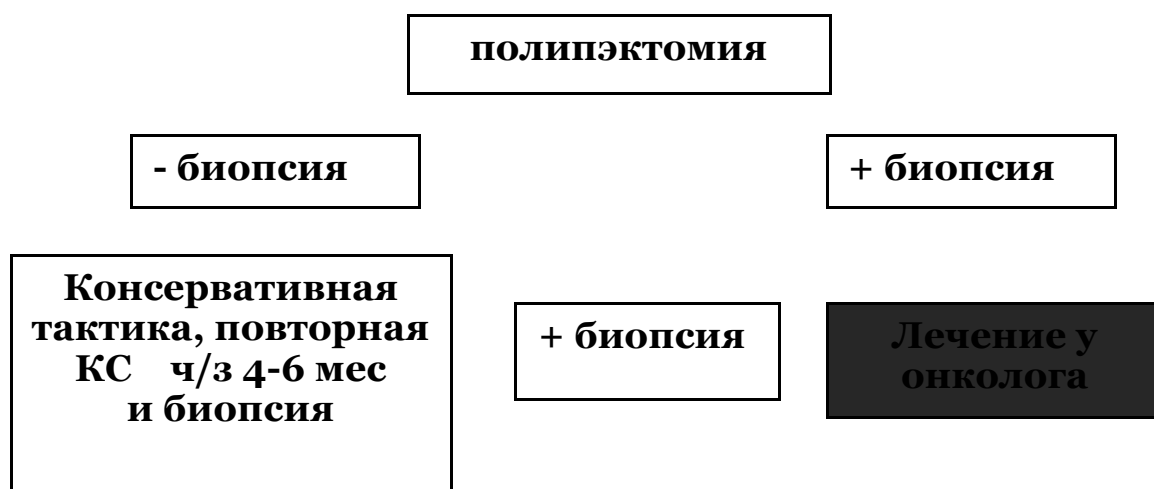 полипэктомия
- биопсия
+ биопсия
Консервативная
тактика, повторная
КС ч/з 4-6 мес
и биопсия
+ биопсия
Лечение у
онколога